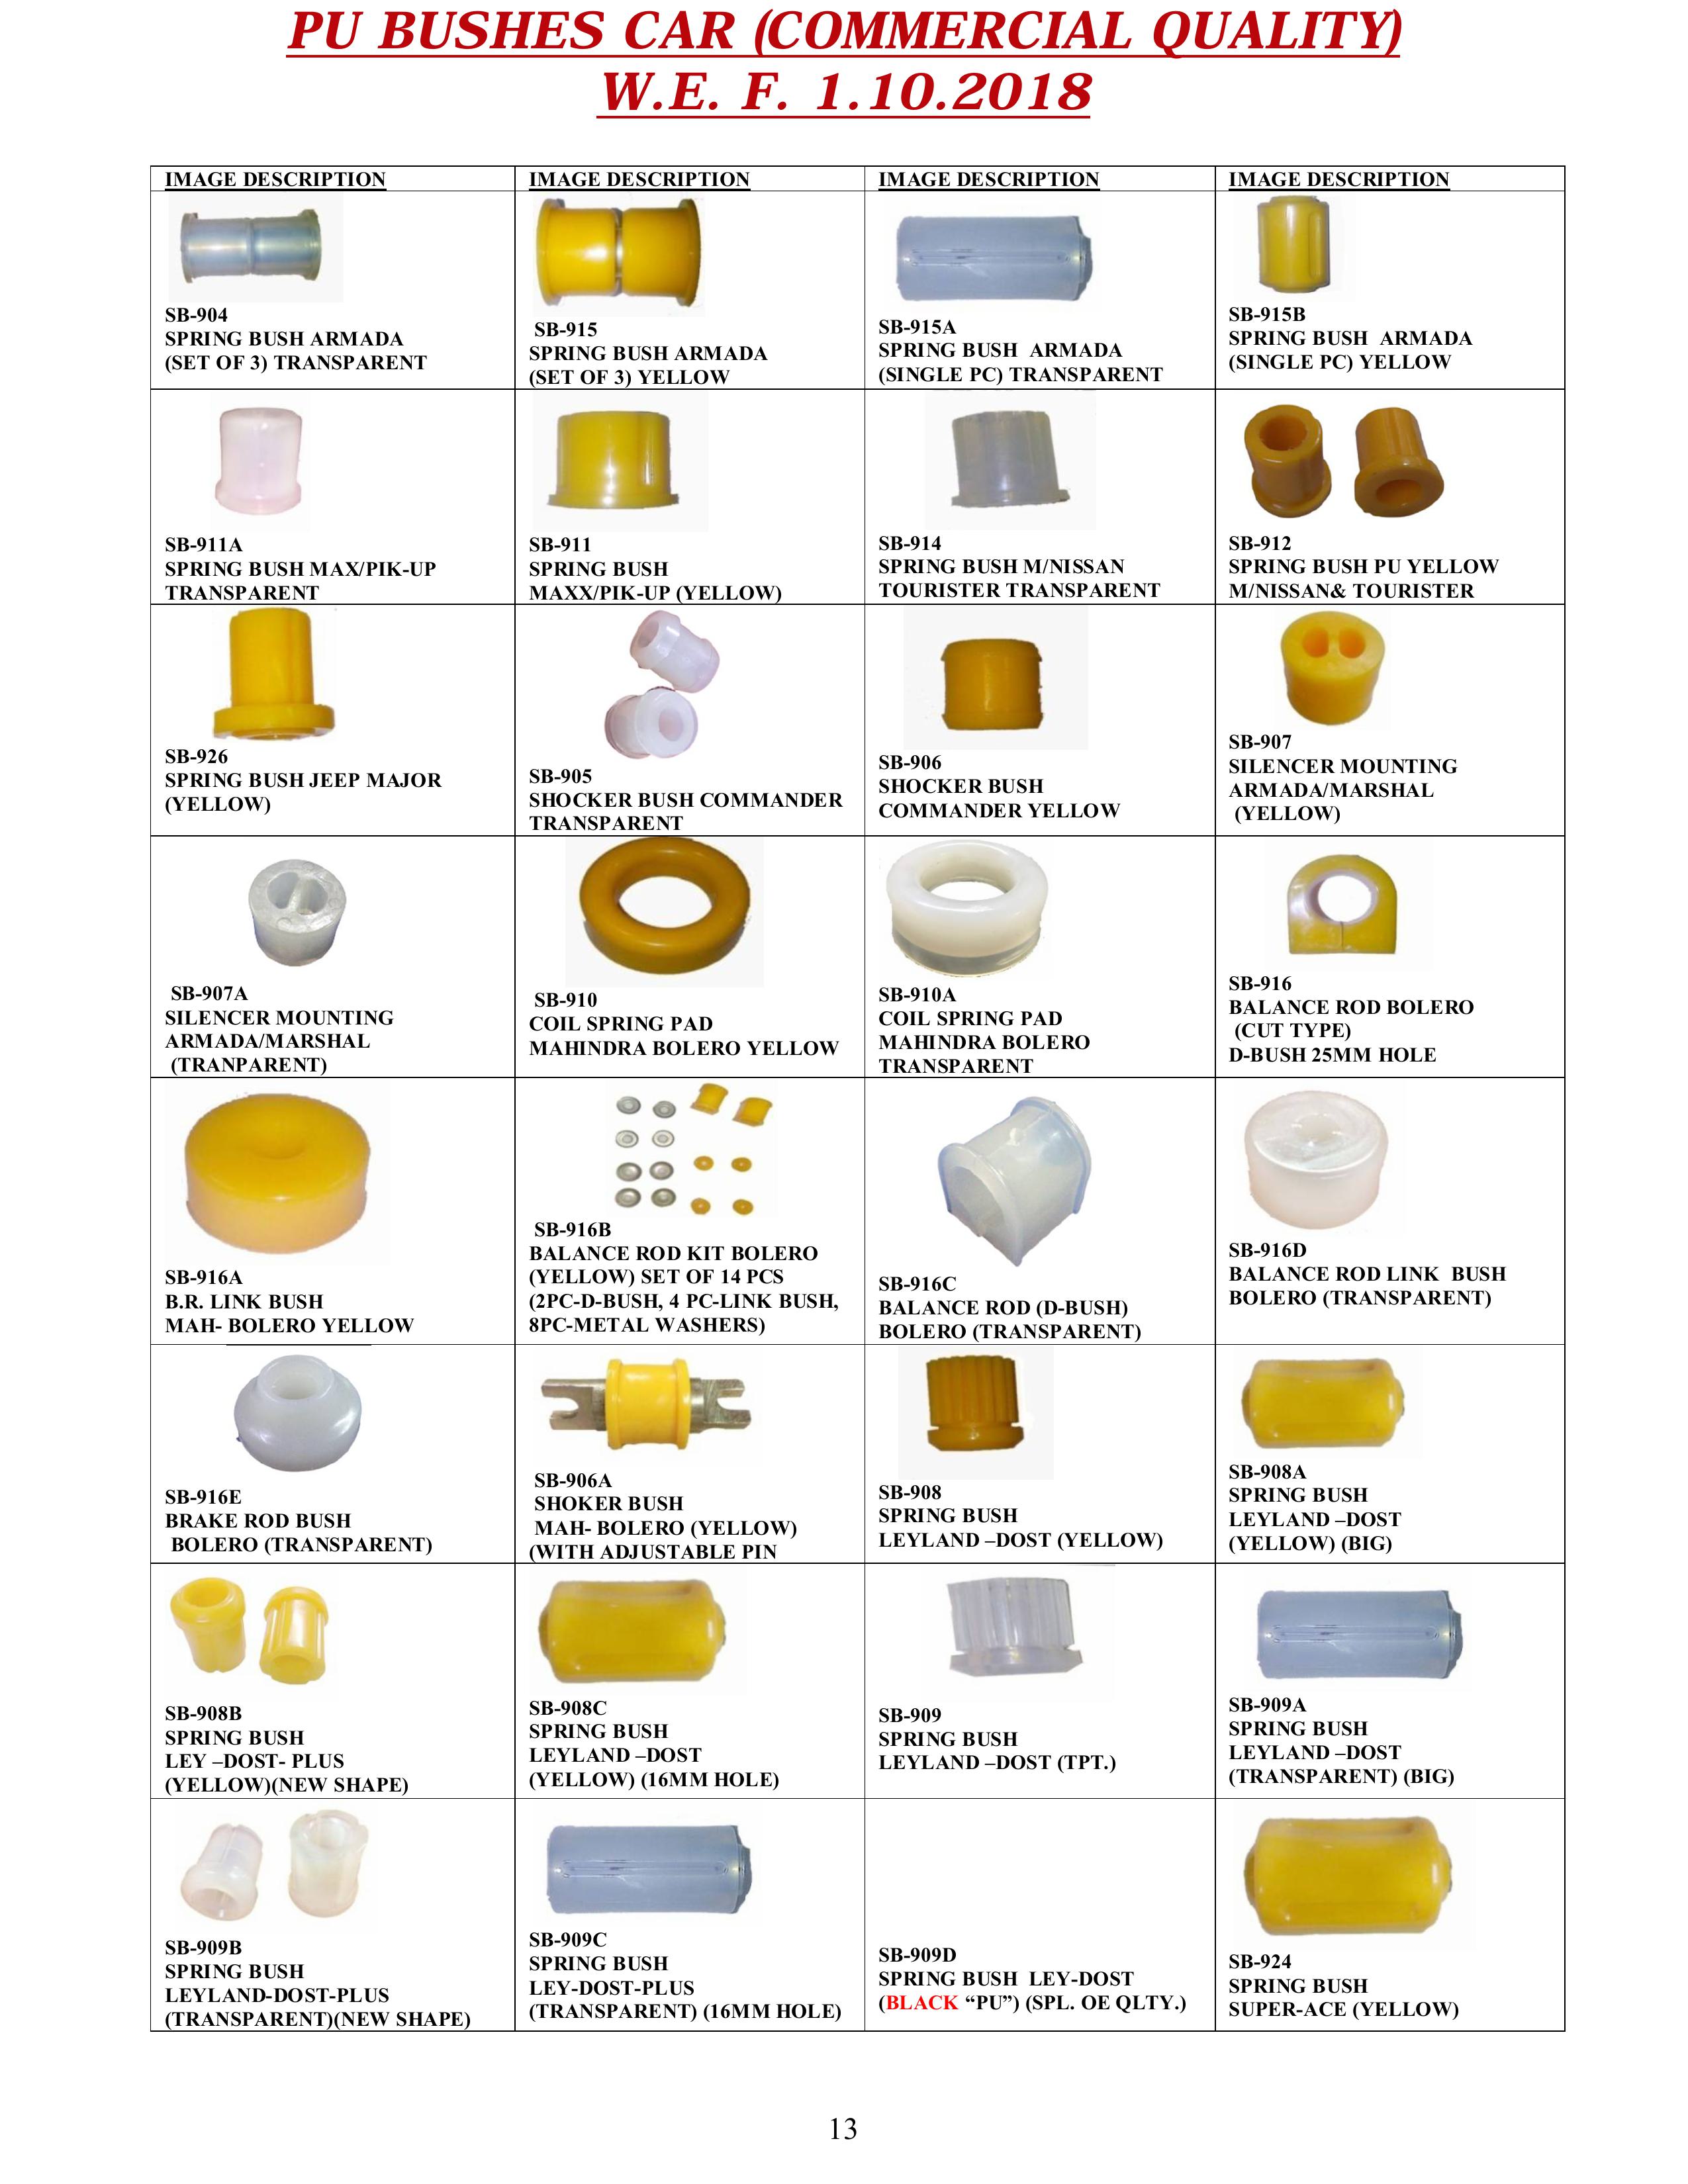 PU BUSHES CAR (COMMERCIAL QUALITY)
W.E. F. 1.10.2018
IMAGE DESCRIPTION
IMAGE DESCRIPTION
IMAGE DESCRIPTION
IMAGE DESCRIPTION
SB-904
SPRING BUSH ARMADA
(SET OF 3) TRANSPARENT
SB-915
SPRING BUSH ARMADA
(SET OF 3) YELLOW
SB-915A
SPRING BUSH ARMADA
(SINGLE PC) TRANSPARENT
SB-915B
SPRING BUSH ARMADA
(SINGLE PC) YELLOW
SB-911A
SPRING BUSH MAX/PIK-UP
TRANSPARENT
SB-911
SPRING BUSH
MAXX/PIK-UP (YELLOW)
SB-914
SPRING BUSH M/NISSAN
TOURISTER TRANSPARENT
SB-912
SPRING BUSH PU YELLOW
M/NISSAN& TOURISTER
SB-926
SPRING BUSH JEEP MAJOR
(YELLOW)
SB-905
SHOCKER BUSH COMMANDER
TRANSPARENT
SB-906
SHOCKER BUSH
COMMANDER YELLOW
SB-907
SILENCER MOUNTING
ARMADA/MARSHAL
(YELLOW)
SB-907A
SILENCER MOUNTING
ARMADA/MARSHAL
(TRANPARENT)
SB-910
COIL SPRING PAD
MAHINDRA BOLERO YELLOW
SB-910A
COIL SPRING PAD
MAHINDRA BOLERO
TRANSPARENT
SB-916
BALANCE ROD BOLERO
(CUT TYPE)
D-BUSH 25MM HOLE
SB-916A
B.R. LINK BUSH
MAH- BOLERO YELLOW
SB-916B
BALANCE ROD KIT BOLERO
(YELLOW) SET OF 14 PCS
(2PC-D-BUSH, 4 PC-LINK BUSH,
8PC-METAL WASHERS)
SB-916C
BALANCE ROD (D-BUSH)
BOLERO (TRANSPARENT)
SB-916D
BALANCE ROD LINK BUSH
BOLERO (TRANSPARENT)
SB-916E
BRAKE ROD BUSH
BOLERO (TRANSPARENT)
SB-906A
SHOKER BUSH
MAH- BOLERO (YELLOW)
(WITH ADJUSTABLE PIN
SB-908
SPRING BUSH
LEYLAND –DOST (YELLOW)
SB-908A
SPRING BUSH
LEYLAND –DOST
(YELLOW) (BIG)
SB-908B
SPRING BUSH
LEY –DOST- PLUS
(YELLOW)(NEW SHAPE)
SB-908C
SPRING BUSH
LEYLAND –DOST
(YELLOW) (16MM HOLE)
SB-909
SPRING BUSH
LEYLAND –DOST (TPT.)
SB-909A
SPRING BUSH
LEYLAND –DOST
(TRANSPARENT) (BIG)
SB-909B
SPRING BUSH
LEYLAND-DOST-PLUS
(TRANSPARENT)(NEW SHAPE)
SB-909C
SPRING BUSH
LEY-DOST-PLUS
(TRANSPARENT) (16MM HOLE)
SB-909D
SPRING BUSH LEY-DOST
(BLACK “PU”) (SPL. OE QLTY.)
SB-924
SPRING BUSH
SUPER-ACE (YELLOW)
13